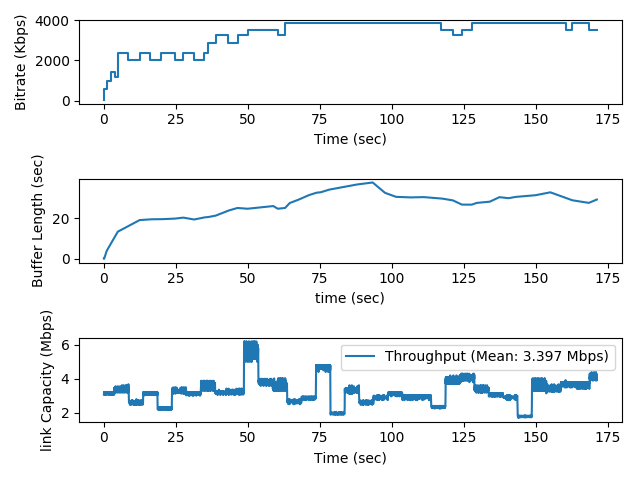 Bitrate (Kbps)
4000
2000
0
0 25 50 75 100 125 150 175
Time (sec)
Buffer Length (sec)
20
0
0 25 50 75 100 125 150 175
time (sec)
link Capacity (Mbps)
6
4
2
Throughput (Mean: 3.397 Mbps)
0 25 50 75 100 125 150 175
Time (sec)